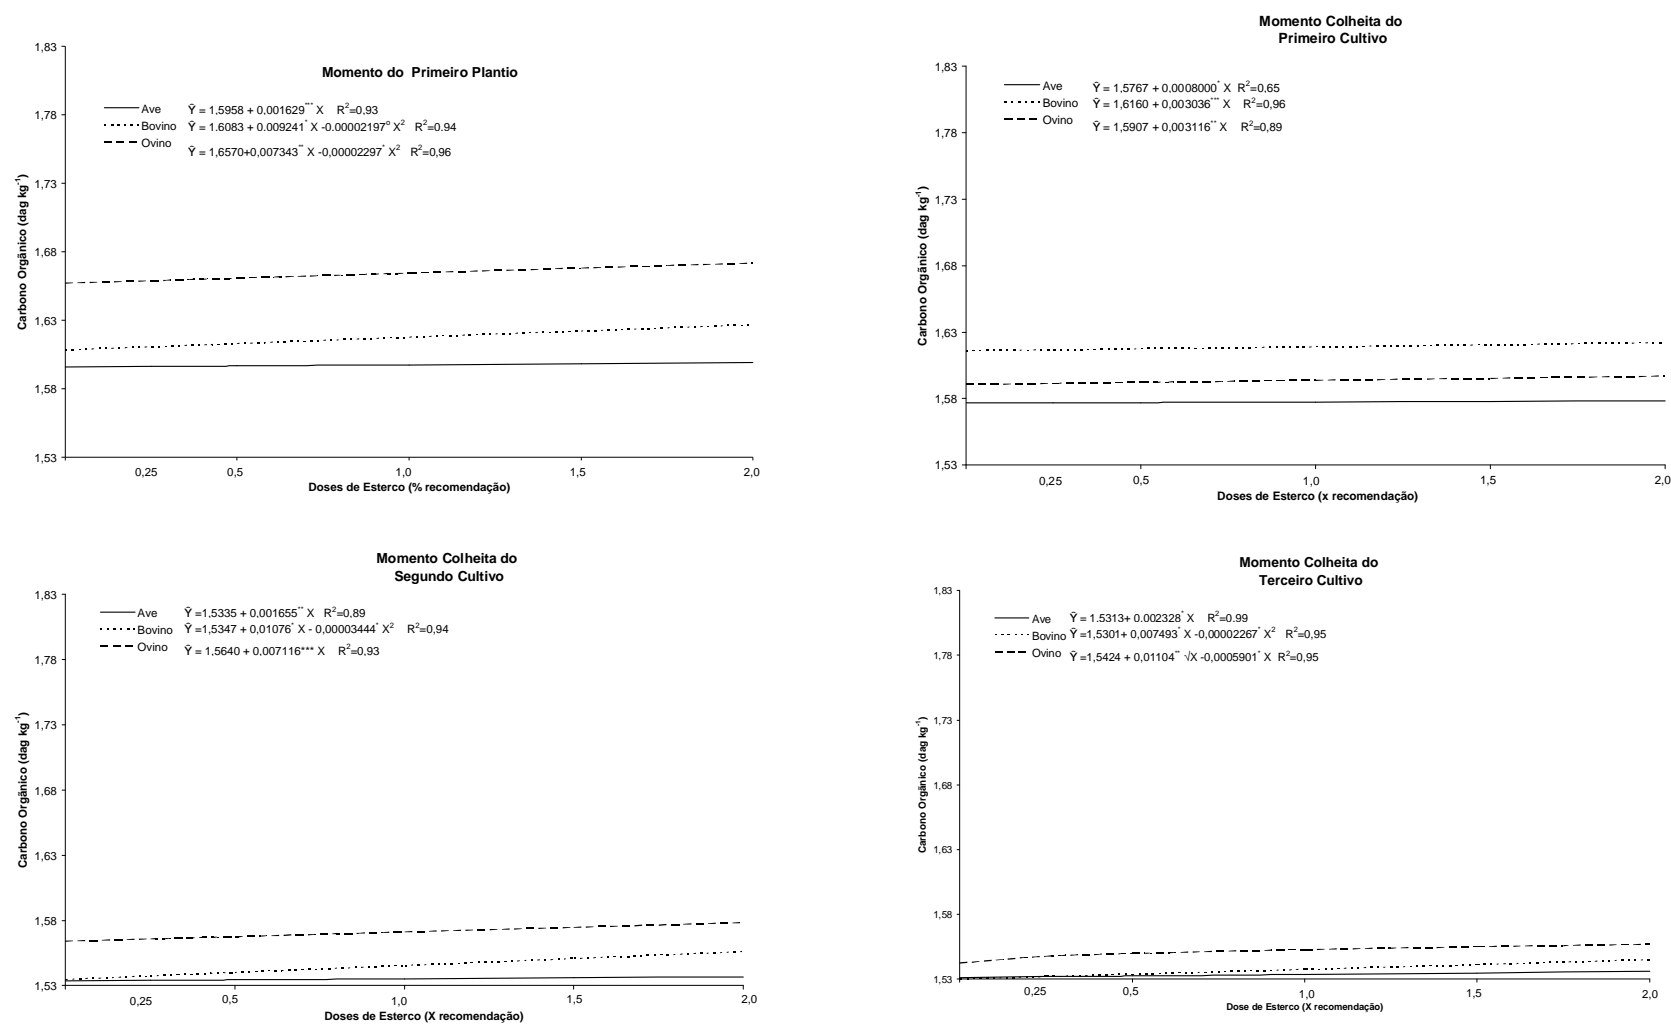 Momento do Primeiro Plantio
1,83
1,78
1,73
1,68
1,63
1,58
1,53
Carbono Orgânico (dag kg⁻¹)
Ave Ŷ = 1,5958 + 0,001629*** X R²=0,93
Bovino Ŷ = 1.6083 + 0.009241* X -0.00002197° X² R²=0.94
Ovino
Ŷ = 1,6570+0,007343** X -0,00002297* X² R²=0,96
0,25 0,5 1,0 1,5 2,0
Doses de Esterco (% recomendação)
Momento Colheita do
Primeiro Cultivo
1,83
1,78
1,73
1,68
1,63
1,58
1,53
Carbono Orgânico (dag kg⁻¹)
Ave Ŷ = 1,5767 + 0,0008000* X R²=0,65
Bovino Ŷ = 1,6160 + 0,003036*** X R²=0,96
Ovino
Ŷ = 1,5907 + 0,003116** X R²=0,89
0,25 0,5 1,0 1,5 2,0
Doses de Esterco (x recomendação)
Momento Colheita do
Segundo Cultivo
1,83
1,78
1,73
1,68
1,63
1,58
1,53
Carbono Orgânico (dag kg⁻¹)
Ave Ŷ =1,5335 + 0,001655** X R²=0,89
Bovino Ŷ =1,5347 + 0,01076* X - 0,00003444* X² R²=0,94
Ovino Ŷ = 1,5640 + 0,007116*** X R²=0,93
0,25 0,5 1,0 1,5 2,0
Doses de Esterco (X recomendação)
Momento Colheita do
Terceiro Cultivo
1,83
1,78
1,73
1,68
1,63
1,58
1,53
Carbono Orgânico (dag kg⁻¹)
Ave Ŷ = 1.5313+ 0.002328* X R²=0.99
Bovino Ŷ =1,5301+ 0,007493* X -0,00002267* X² R²=0,95
Ovino Ŷ =1,5424 + 0,01104** √X -0,0005901* X R²=0,95
0,25 0,5 1,0 1,5 2,0
Dose de Esterco (X recomendação)